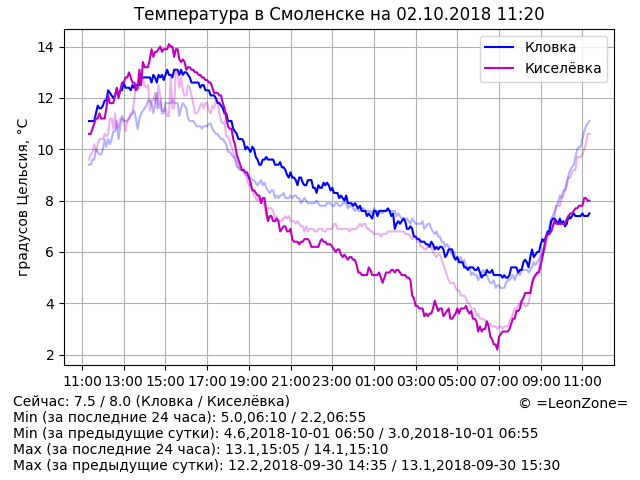 Температура в Смоленске на 02.10.2018 11:20
градусов Цельсия, °C
14
12
10
8
6
4
2
Кловка
Киселёвка
11:00 13:00 15:00 17:00 19:00 21:00 23:00 01:00 03:00 05:00 07:00 09:00 11:00
Сейчас: 7.5 / 8.0 (Кловка / Киселёвка)
© =LeonZone=
Min (за последние 24 часа): 5.0,06:10 / 2.2,06:55
Min (за предыдущие сутки): 4.6,2018-10-01 06:50 / 3.0,2018-10-01 06:55
Max (за последние 24 часа): 13.1,15:05 / 14.1,15:10
Max (за предыдущие сутки): 12.2,2018-09-30 14:35 / 13.1,2018-09-30 15:30